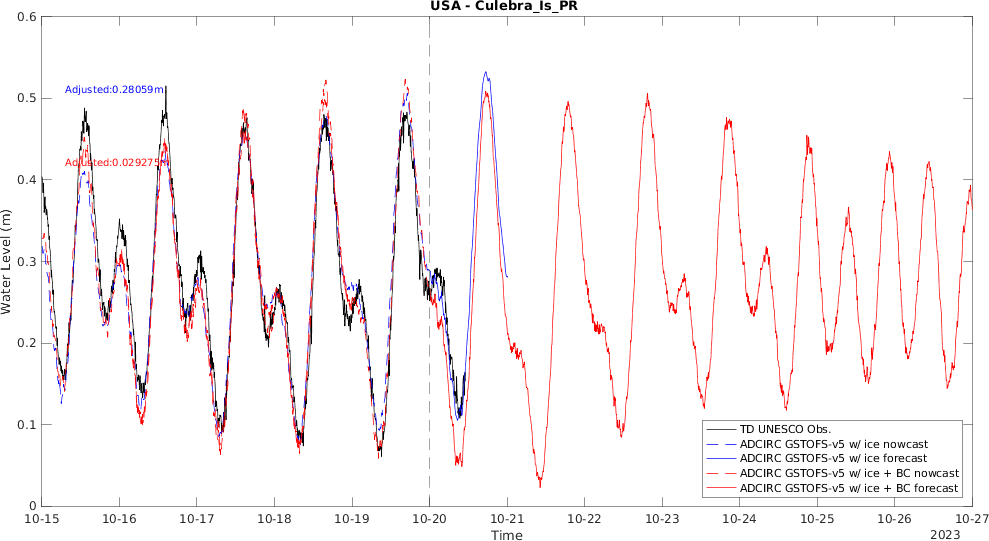 USA - Culebra_Is_PR
0.6
0.5
0.4
0.3
0.2
0.1
0
Water Level (m)
Adjusted:0.28059m
Adjusted:0.029275
10-15 10-16 10-17 10-18 10-19 10-20 10-21 10-22 10-23 10-24 10-25 10-26 10-27
Time
2023
TD UNESCO Obs.
ADCIRC GSTOFS-v5 w/ ice nowcast
ADCIRC GSTOFS-v5 w/ ice forecast
ADCIRC GSTOFS-v5 w/ ice + BC nowcast
ADCIRC GSTOFS-v5 w/ ice + BC forecast